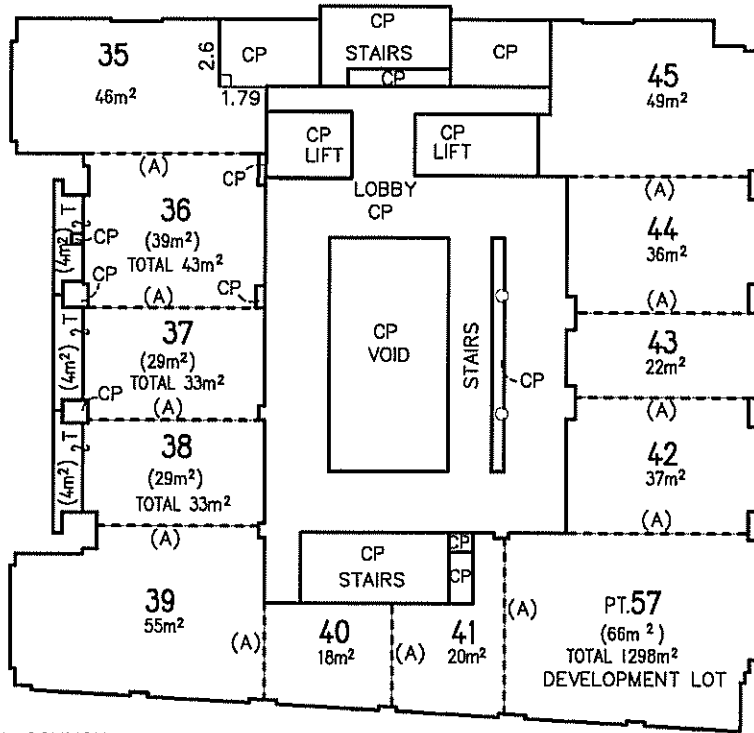 CP
STAIRS
CP
CP
CP
35
46m²
2.6
1.79
45
49m²
CP
LIFT
CP
LIFT
(A)
CP
LOBBY
CP
(A)
36
(39m²)
TOTAL 43m²
T
(4m²)
CP
CP
CP
(A)
44
36m²
(A)
37
(29m²)
TOTAL 33m²
T
(4m²)
CP
(A)
CP
VOID
STAIRS
CP
43
22m²
(A)
38
(29m²)
TOTAL 33m²
T
(4m²)
(A)
42
37m²
(A)
CP
STAIRS
CP
CP
39
55m²
(A)
40
18m²
(A)
41
20m²
(A)
PT.57
(66m²)
TOTAL 1298m²
DEVELOPMENT LOT